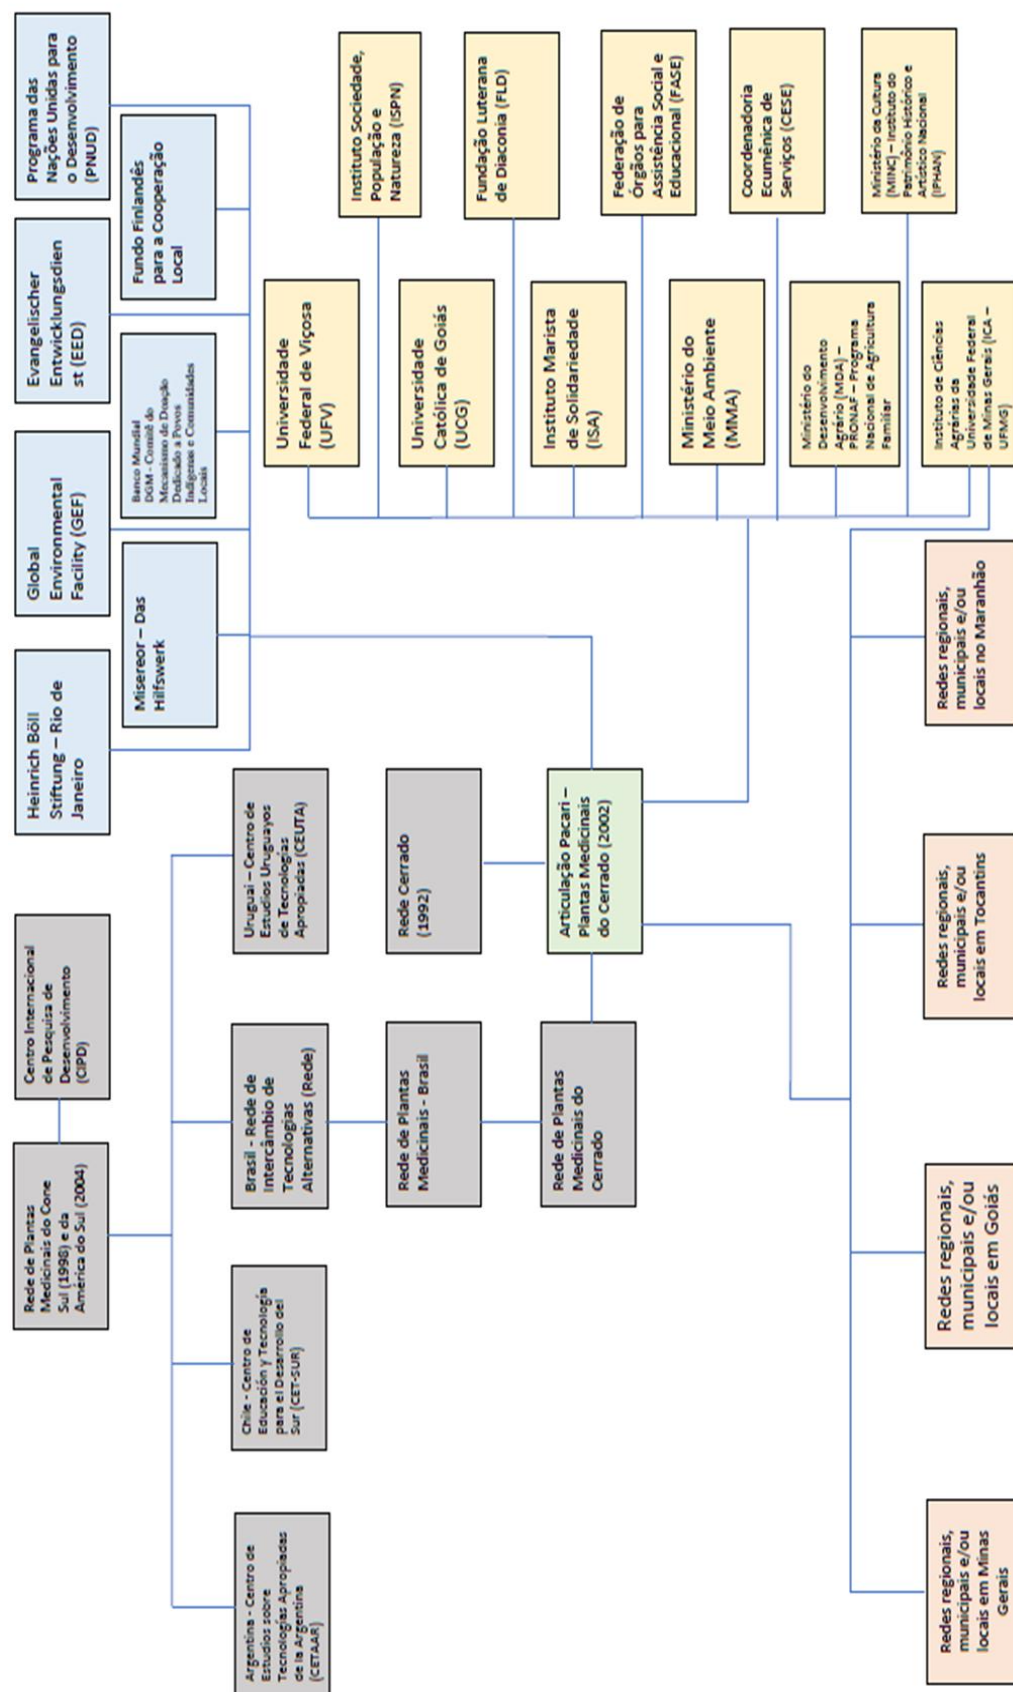 Rede de Plantas
Medicinais do Cone
Sul (1998) e da
América do Sul (2004)
Centro Internacional
de Pesquisa de
Desenvolvimento
(CIPD)
Heinrich Böll
Stiftung – Rio de
Janeiro
Global
Environmental
Facility (GEF)
Evangelischer
Entwicklungsdien
st (EED)
Programa das
Nações Unidas para
o Desenvolvimento
(PNUD)
Misereor – Das
Hilfswerk
Banco Mundial
DGM - Comitê do
Mecanismo de Doação
Dedicado a Povos
Indígenas e Comunidades
Locais
Fundo Finlandês
para a Cooperação
Local
Argentina - Centro de
Estudios sobre
Tecnologías Apropiadas
de la Argentina
(CETAAR)
Chile - Centro de
Educación y Tecnología
para el Desarrollo del
Sur (CET-SUR)
Brasil - Rede de
Intercâmbio de
Tecnologias
Alternativas (Rede)
Uruguai – Centro de
Estudios Uruguayos
de Tecnologías
Apropiadas (CEUTA)
Universidade
Federal de Viçosa
(UFV)
Instituto Sociedade,
População e
Natureza (ISPN)
Rede de Plantas
Medicinais - Brasil
Rede Cerrado
(1992)
Universidade
Católica de Goiás
(UCG)
Fundação Luterana
de Diaconia (FLD)
Rede de Plantas
Medicinais do
Cerrado
Articulação Pacari –
Plantas Medicinais
do Cerrado (2002)
Instituto Marista
de Solidariedade
(ISA)
Federação de
Órgãos para
Assistência Social e
Educacional (FASE)
Ministério do
Meio Ambiente
(MMA)
Coordenadoria
Ecumênica de
Serviços (CESE)
Ministério do
Desenvolvimento
Agrário (MDA) –
PRONAF – Programa
Nacional de Agricultura
Familiar
Ministério da Cultura
(MINC) – Instituto do
Patrimônio Histórico e
Artístico Nacional
(IPHAN)
Instituto de Ciências
Agrárias da
Universidade Federal
de Minas Gerais (ICA –
UFMG)
Redes regionais,
municipais e/ou
locais em Minas
Gerais
Redes regionais,
municipais e/ou
locais em Goiás
Redes regionais,
municipais e/ou
locais em Tocantins
Redes regionais,
municipais e/ou
locais no Maranhão